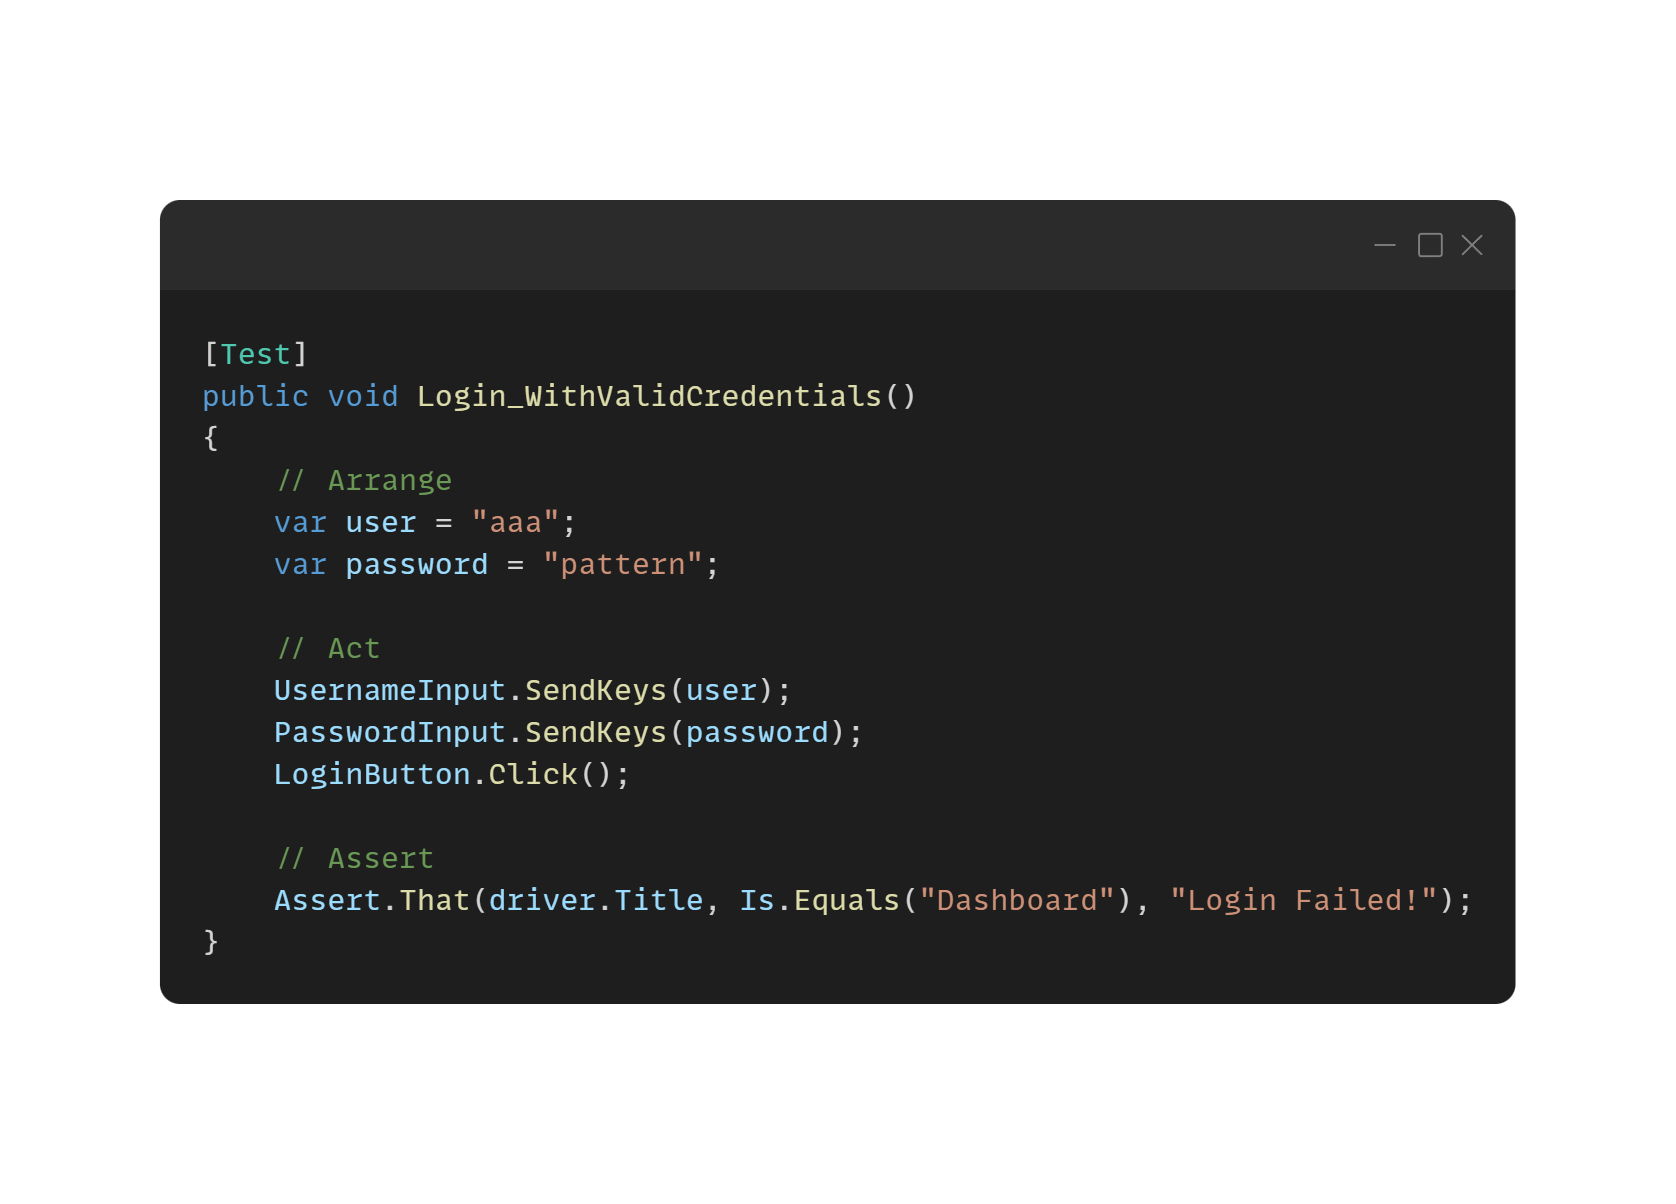 [Test]
public void Login_WithValidCredentials()
{
    // Arrange
    var user = "aaa";
    var password = "pattern";

    // Act
    UsernameInput.SendKeys(user);
    PasswordInput.SendKeys(password);
    LoginButton.Click();

    // Assert
    Assert.That(driver.Title, Is.Equals("Dashboard"), "Login Failed!");
}